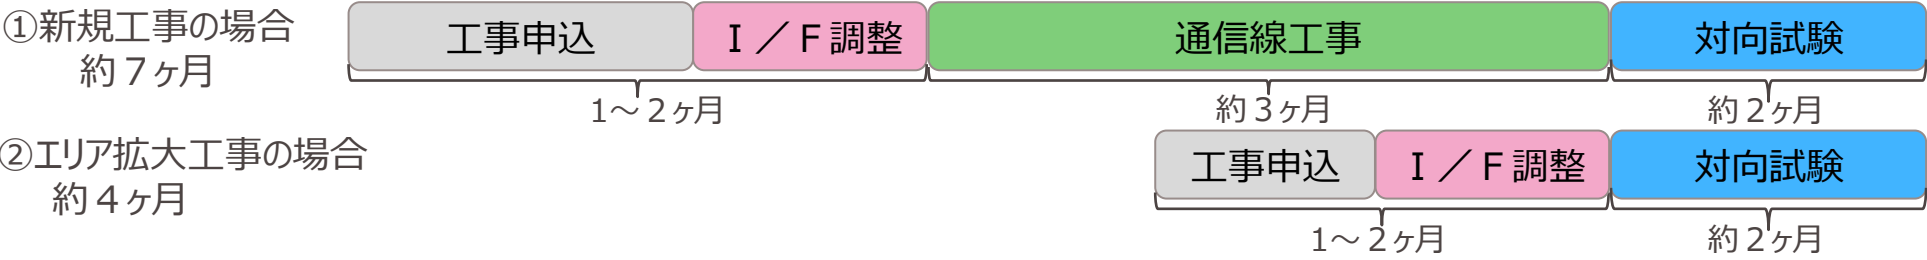 ①新規工事の場合
約７ヶ月
工事申込
Ｉ／Ｆ調整
通信線工事
対向試験
1～２ヶ月
約３ヶ月
約２ヶ月
②エリア拡大工事の場合
約４ヶ月
工事申込
Ｉ／Ｆ調整
対向試験
1～２ヶ月
約２ヶ月